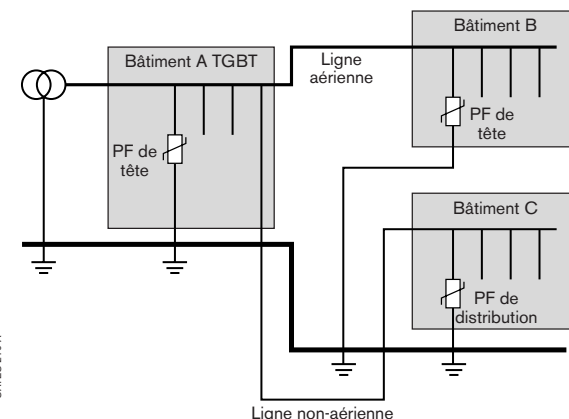 Bâtiment A TGBT
Ligne
aérienne
Bâtiment B
PF de
tête
PF de
tête
Bâtiment C
PF de
distribution
Ligne non-aérienne